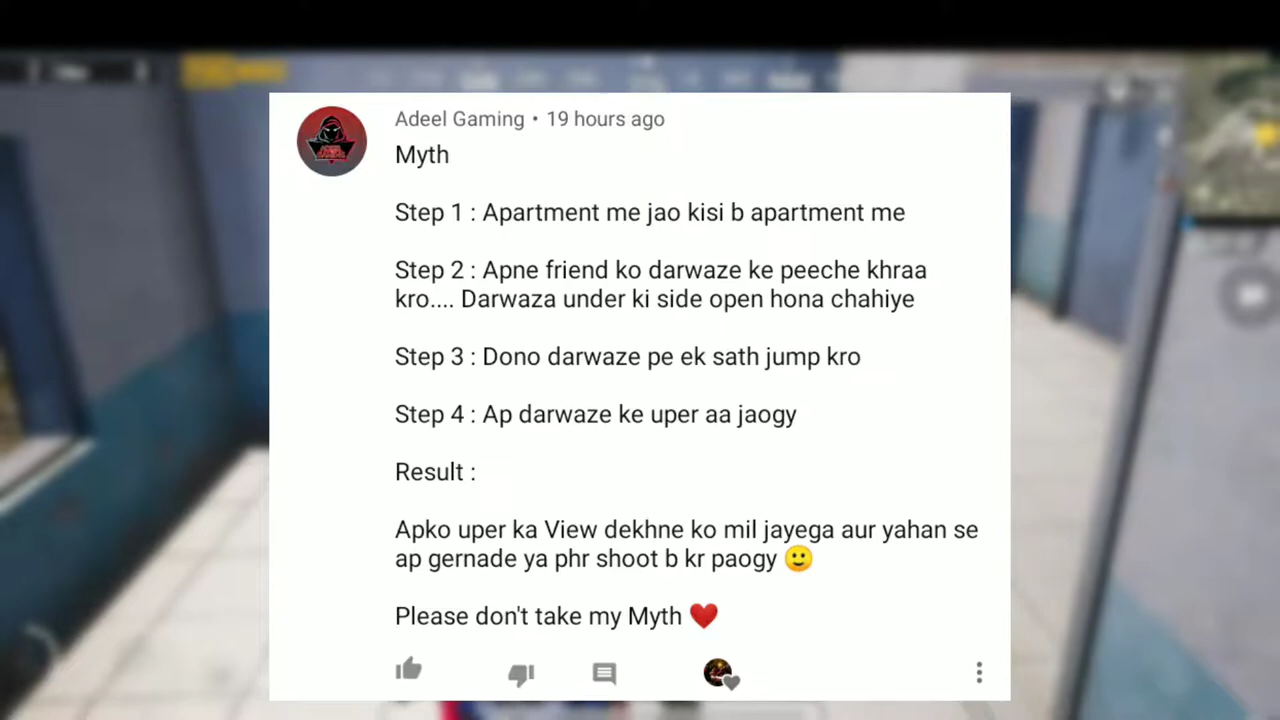 Adeel Gaming • 19 hours ago
Myth
Step 1 : Apartment me jao kisi b apartment me
Step 2 : Apne friend ko darwaze ke peeche khraa
kro.... Darwaza under ki side open hona chahiye
Step 3 : Dono darwaze pe ek sath jump kro
Step 4 : Ap darwaze ke uper aa jaogy
Result :
Apko uper ka View dekhne ko mil jayega aur yahan se
ap gernade ya phr shoot b kr paogy 🙂
Please don't take my Myth ❤️